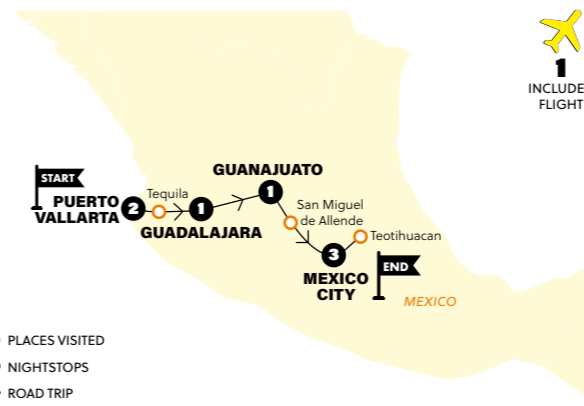 1
INCLUDE
FLIGHT
START
PUERTO
VALLARTA
2
Tequila
1
GUADALAJARA
GUANAJUATO
1
San Miguel
de Allende
Teotihuacan
3
MEXICO
CITY
END
MEXICO
PLACES VISITED
NIGHTSTOPS
ROAD TRIP